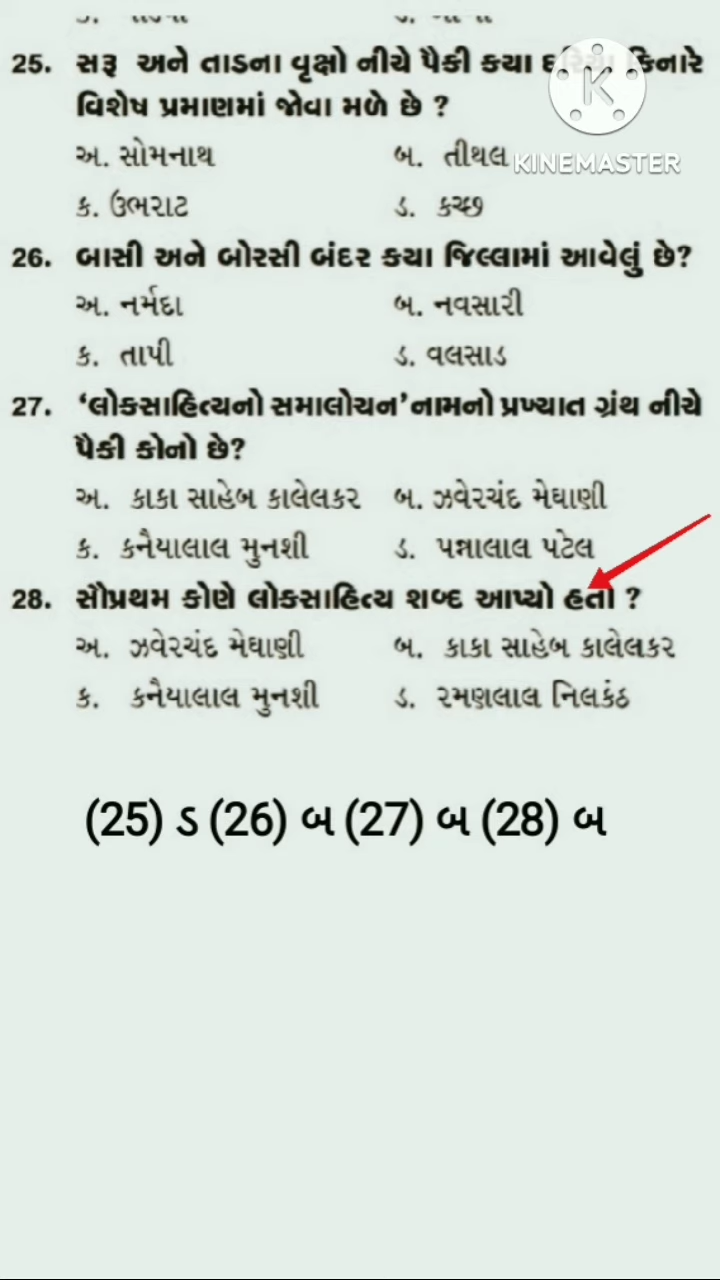 25. સરૂ અને તાડના વૃક્ષો નીચે પૈકી કયા દરિયા કિનારે
વિશેષ પ્રમાણમાં જોવા મળે છે ?
અ. સોમનાથ બ. તીથલ
ક. ઉભરાટ ડ. કચ્છ
KINEMASTER
26. બાસી અને બોરસી બંદર કયા જિલ્લામાં આવેલું છે?
અ. નર્મદા બ. નવસારી
ક. તાપી ડ. વલસાડ
27. ‘લોકસાહિત્યનો સમાલોચન’નામનો પ્રખ્યાત ગ્રંથ નીચે
પૈકી કોનો છે?
અ. કાકા સાહેબ કાલેલકર બ. ઝવેરચંદ મેઘાણી
ક. કનૈયાલાલ મુનશી ડ. પન્નાલાલ પટેલ
28. સૌપ્રથમ કોણે લોકસાહિત્ય શબ્દ આપ્યો હતો ?
અ. ઝવેરચંદ મેઘાણી બ. કાકા સાહેબ કાલેલકર
ક. કનૈયાલાલ મુનશી ડ. રમણલાલ નિલકંઠ
(25) ડ (26) બ (27) બ (28) બ